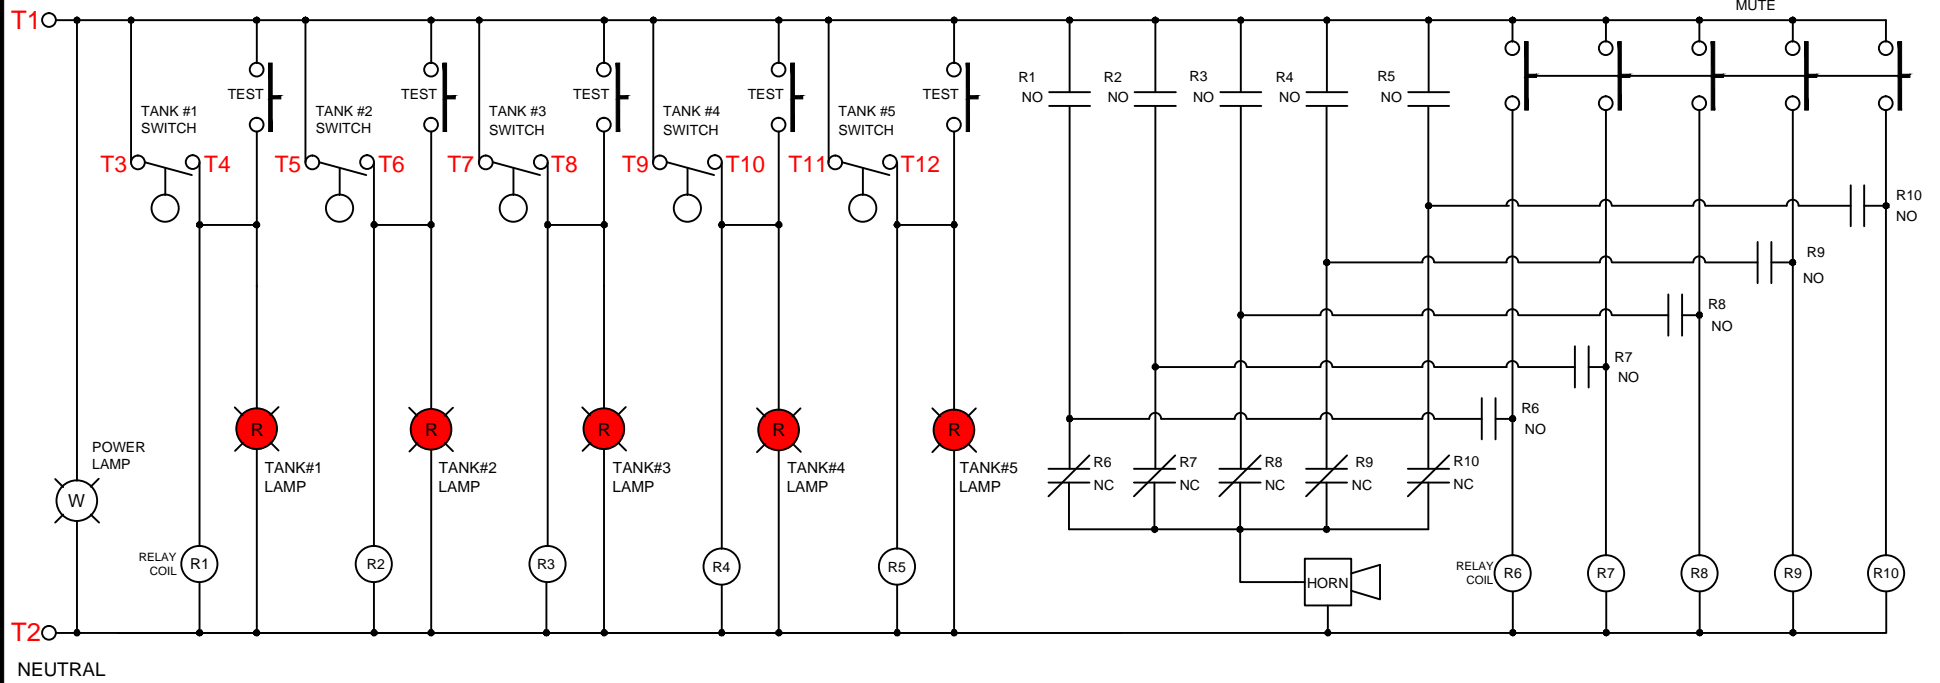 MUTE
T1
TEST
TEST
TEST
TEST
TEST
R1
NO
R2
NO
R3
NO
R4
NO
R5
NO
TANK #1
SWITCH
TANK #2
SWITCH
TANK #3
SWITCH
TANK #4
SWITCH
TANK #5
SWITCH
T3
T4
T5
T6
T7
T8
T9
T10
T11
T12
R10
NO
R9
NO
R8
NO
R7
NO
R6
NO
R
R
R
R
R
POWER
LAMP
W
TANK#1
LAMP
TANK#2
LAMP
TANK#3
LAMP
TANK#4
LAMP
TANK#5
LAMP
R6
NC
R7
NC
R8
NC
R9
NC
R10
NC
RELAY
COIL
R1
R2
R3
R4
R5
HORN
RELAY
COIL
R6
R7
R8
R9
R10
T2
NEUTRAL